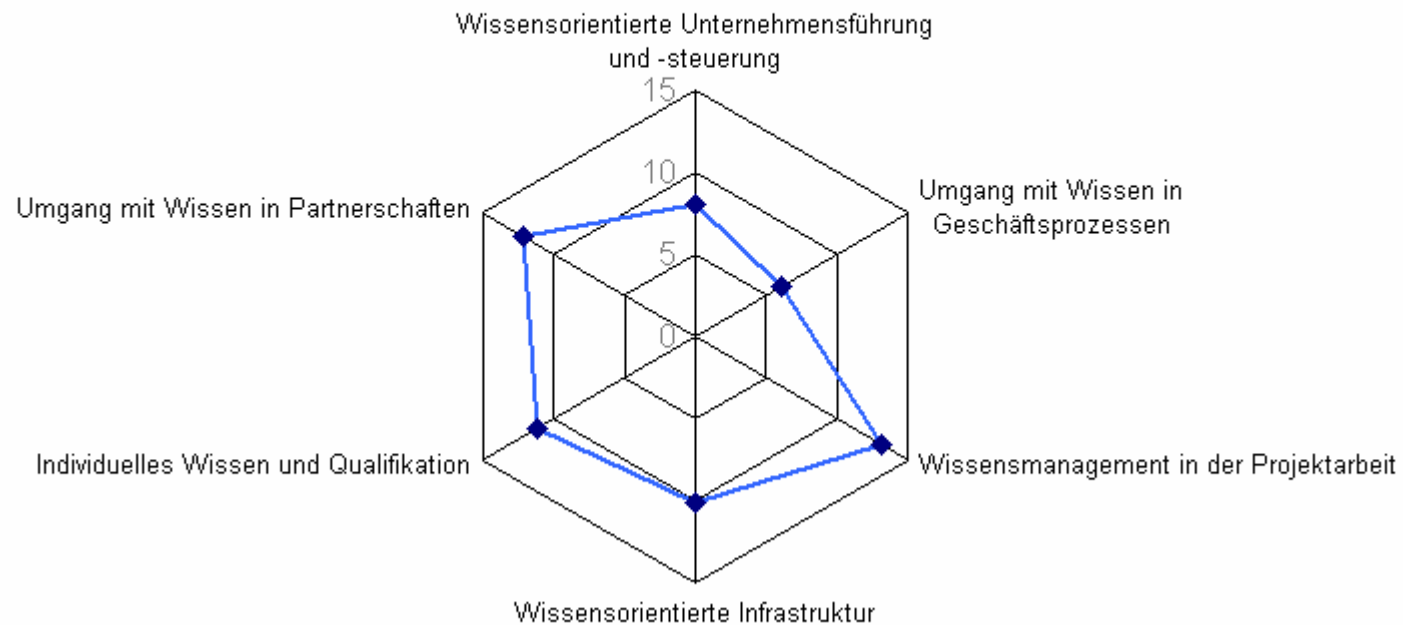 Wissensorientierte Unternehmensführung
und -steuerung
15
10
5
0
Umgang mit Wissen in
Geschäftsprozessen
Umgang mit Wissen in Partnerschaften
Individuelles Wissen und Qualifikation
Wissensmanagement in der Projektarbeit
Wissensorientierte Infrastruktur